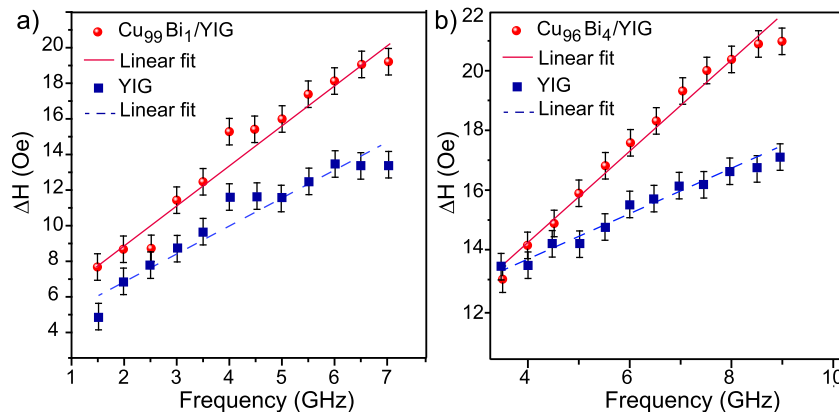 a)
Cu99Bi1/YIG
Linear fit
YIG
Linear fit
20
18
16
14
12
10
8
6
4
ΔH (Oe)
1 2 3 4 5 6 7
Frequency (GHz)
b)
Cu96Bi4/YIG
Linear fit
YIG
Linear fit
22
20
18
16
14
12
ΔH (Oe)
4 6 8 10
Frequency (GHz)